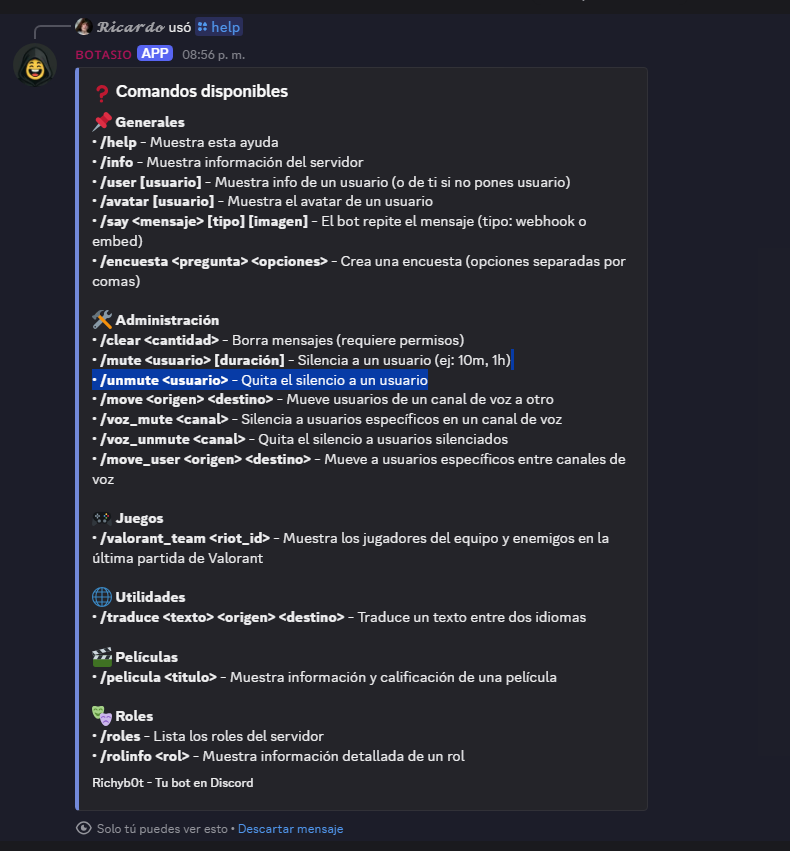 Ricardo usó help
BOTASIO APP 08:56 p. m.
Comandos disponibles
Generales
• /help - Muestra esta ayuda
• /info - Muestra información del servidor
• /user [usuario] - Muestra info de un usuario (o de ti si no pones usuario)
• /avatar [usuario] - Muestra el avatar de un usuario
• /say <mensaje> [tipo] [imagen] - El bot repite el mensaje (tipo: webhook o
embed)
• /encuesta <pregunta> <opciones> - Crea una encuesta (opciones separadas por
comas)
Administración
• /clear <cantidad> - Borra mensajes (requiere permisos)
• /mute <usuario> [duración] - Silencia a un usuario (ej: 10m, 1h)
• /unmute <usuario> - Quita el silencio a un usuario
• /move <origen> <destino> - Mueve usuarios de un canal de voz a otro
• /voz_mute <canal> - Silencia a usuarios específicos en un canal de voz
• /voz_unmute <canal> - Quita el silencio a usuarios silenciados
• /move_user <origen> <destino> - Mueve a usuarios específicos entre canales de
voz
Juegos
• /valorant_team <riot_id> - Muestra los jugadores del equipo y enemigos en la
última partida de Valorant
Utilidades
• /traduce <texto> <origen> <destino> - Traduce un texto entre dos idiomas
Películas
• /pelicula <titulo> - Muestra información y calificación de una película
Roles
• /roles - Lista los roles del servidor
• /rolinfo <rol> - Muestra información detallada de un rol
Richyb0t - Tu bot en Discord
Solo tú puedes ver esto • Descartar mensaje